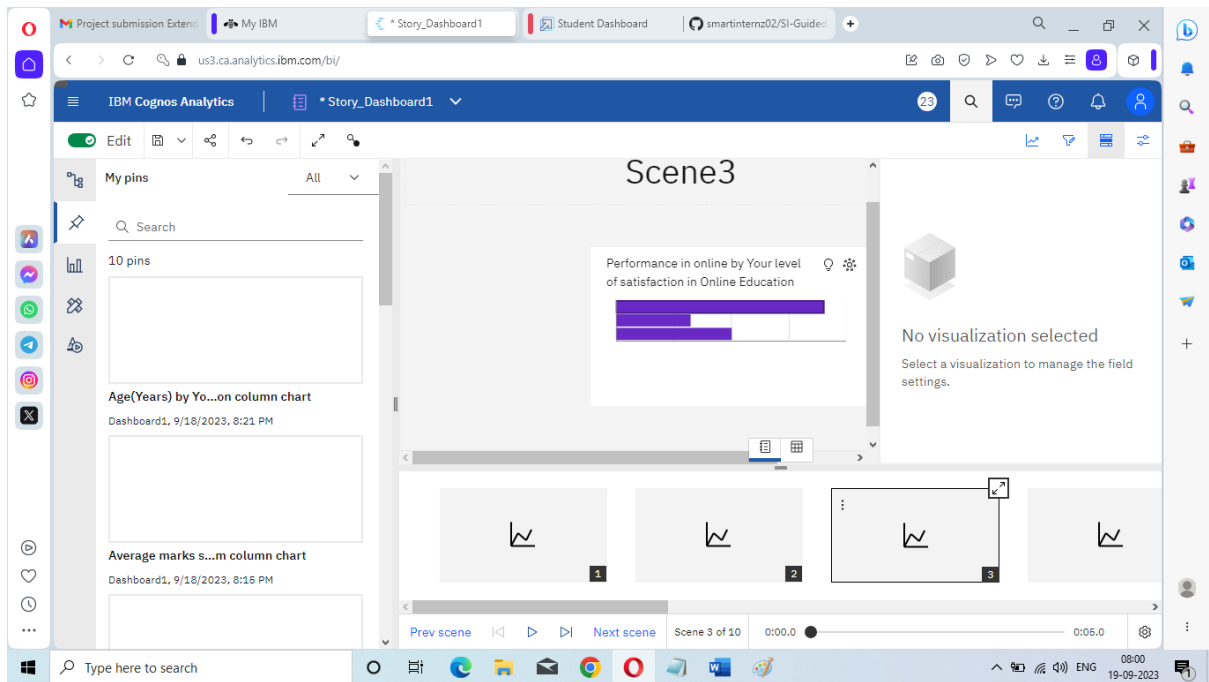 Project submission Extend
My IBM
* Story_Dashboard1
Student Dashboard
smartinternz02/SI-Guided
us3.ca.analytics.ibm.com/bi/
IBM Cognos Analytics
* Story_Dashboard1
23
Edit
My pins
All
Search
10 pins
Age(Years) by Yo...on column chart
Dashboard1, 9/18/2023, 8:21 PM
Average marks s...m column chart
Dashboard1, 9/18/2023, 8:15 PM
Scene3
Performance in online by Your level
of satisfaction in Online Education
No visualization selected
Select a visualization to manage the field
settings.
1
2
3
Prev scene
Next scene
Scene 3 of 10
0:00.0
0:05.0
Type here to search
ENG
08:00
19-09-2023
1